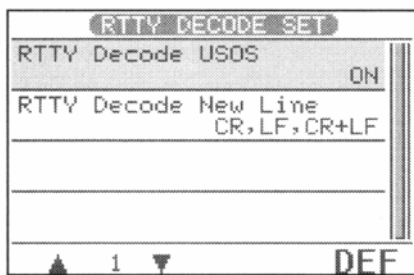 RTTY DECODE SET
RTTY Decode USOS
ON
RTTY Decode New Line
CR,LF,CR+LF
1
DEF